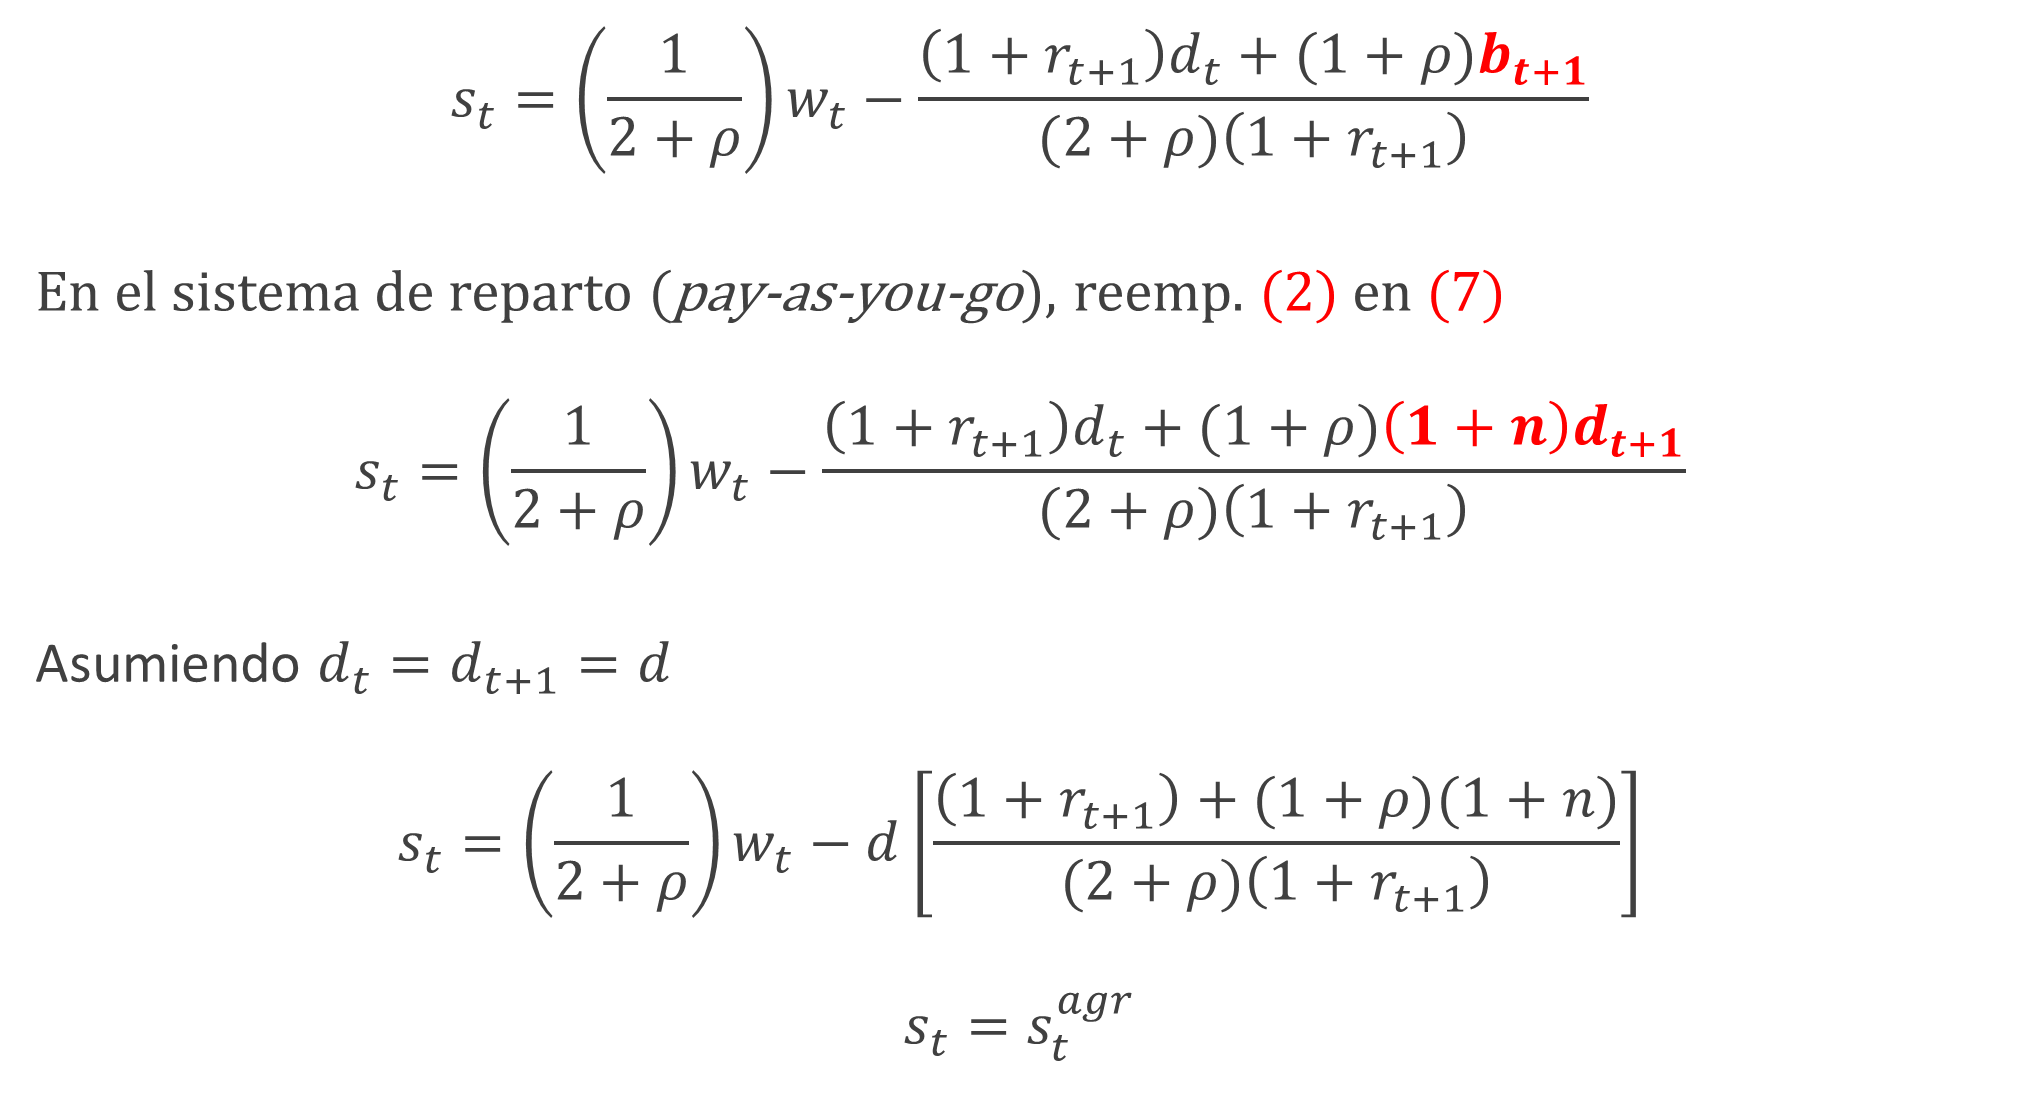 s_t = (1 / (2 + ρ)) w_t − ((1 + r_{t+1})d_t + (1 + ρ)b_{t+1}) / ((2 + ρ)(1 + r_{t+1}))
En el sistema de reparto (pay-as-you-go), reemp. (2) en (7)
s_t = (1 / (2 + ρ)) w_t − ((1 + r_{t+1})d_t + (1 + ρ)(1 + n)d_{t+1}) / ((2 + ρ)(1 + r_{t+1}))
Asumiendo d_t = d_{t+1} = d
s_t = (1 / (2 + ρ)) w_t − d [((1 + r_{t+1}) + (1 + ρ)(1 + n)) / ((2 + ρ)(1 + r_{t+1}))]
s_t = s_t^{agr}